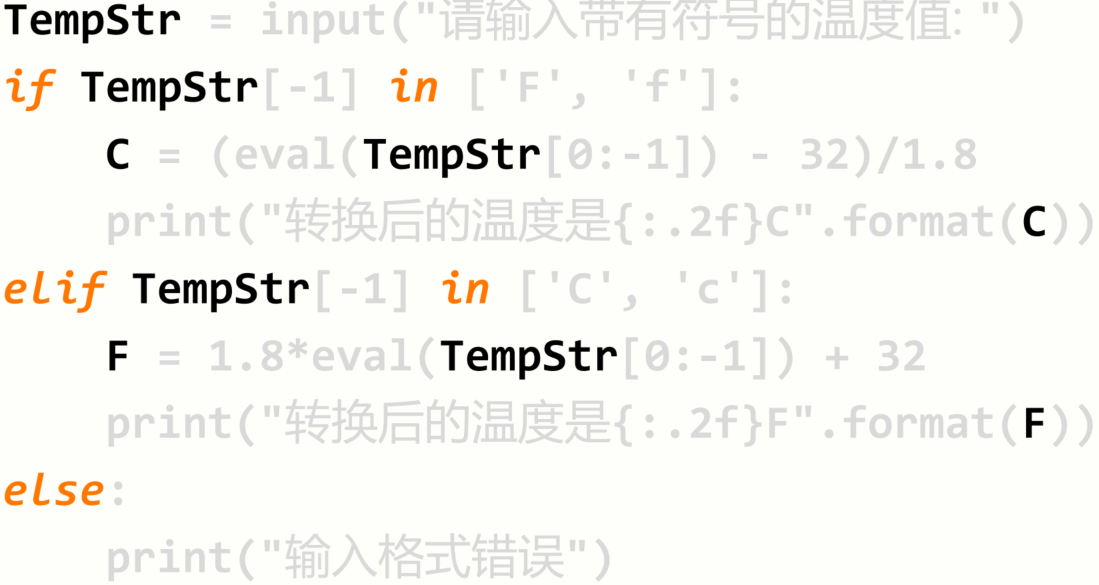 TempStr = input("请输入带有符号的温度值: ")
if TempStr[-1] in ['F', 'f']:
    C = (eval(TempStr[0:-1]) - 32)/1.8
    print("转换后的温度是{:.2f}C".format(C))
elif TempStr[-1] in ['C', 'c']:
    F = 1.8*eval(TempStr[0:-1]) + 32
    print("转换后的温度是{:.2f}F".format(F))
else:
    print("输入格式错误")